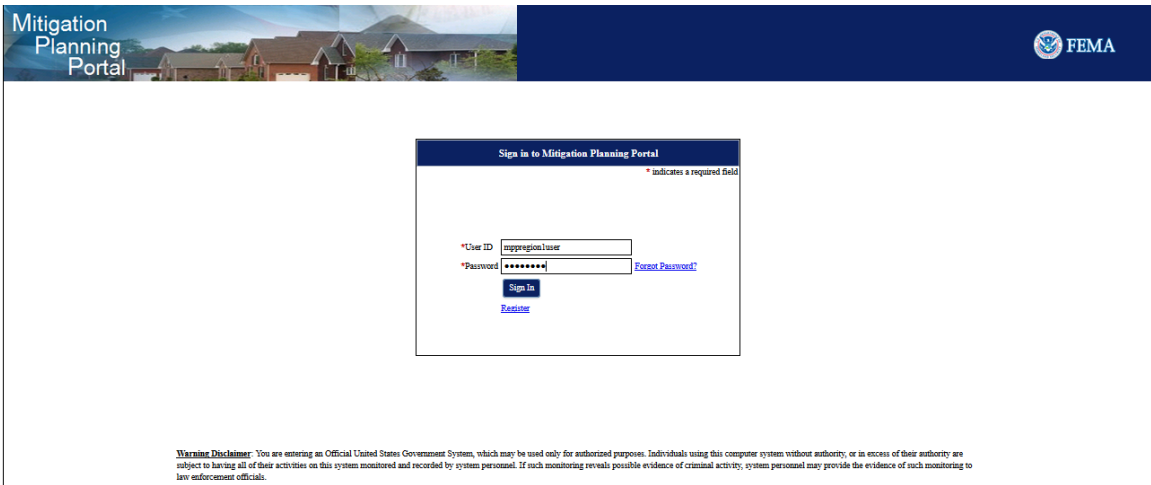 Mitigation
Planning
Portal
FEMA
Sign in to Mitigation Planning Portal
* indicates a required field
*User ID mppregion1user
*Password ●●●●●●●● Forgot Password?
Sign In
Register
Warning Disclaimer: You are entering an Official United States Government System, which may be used only for authorized purposes. Individuals using this computer system without authority, or in excess of their authority are
subject to having all of their activities on this system monitored and recorded by system personnel. If such monitoring reveals possible evidence of criminal activity, system personnel may provide the evidence of such monitoring to
law enforcement officials.